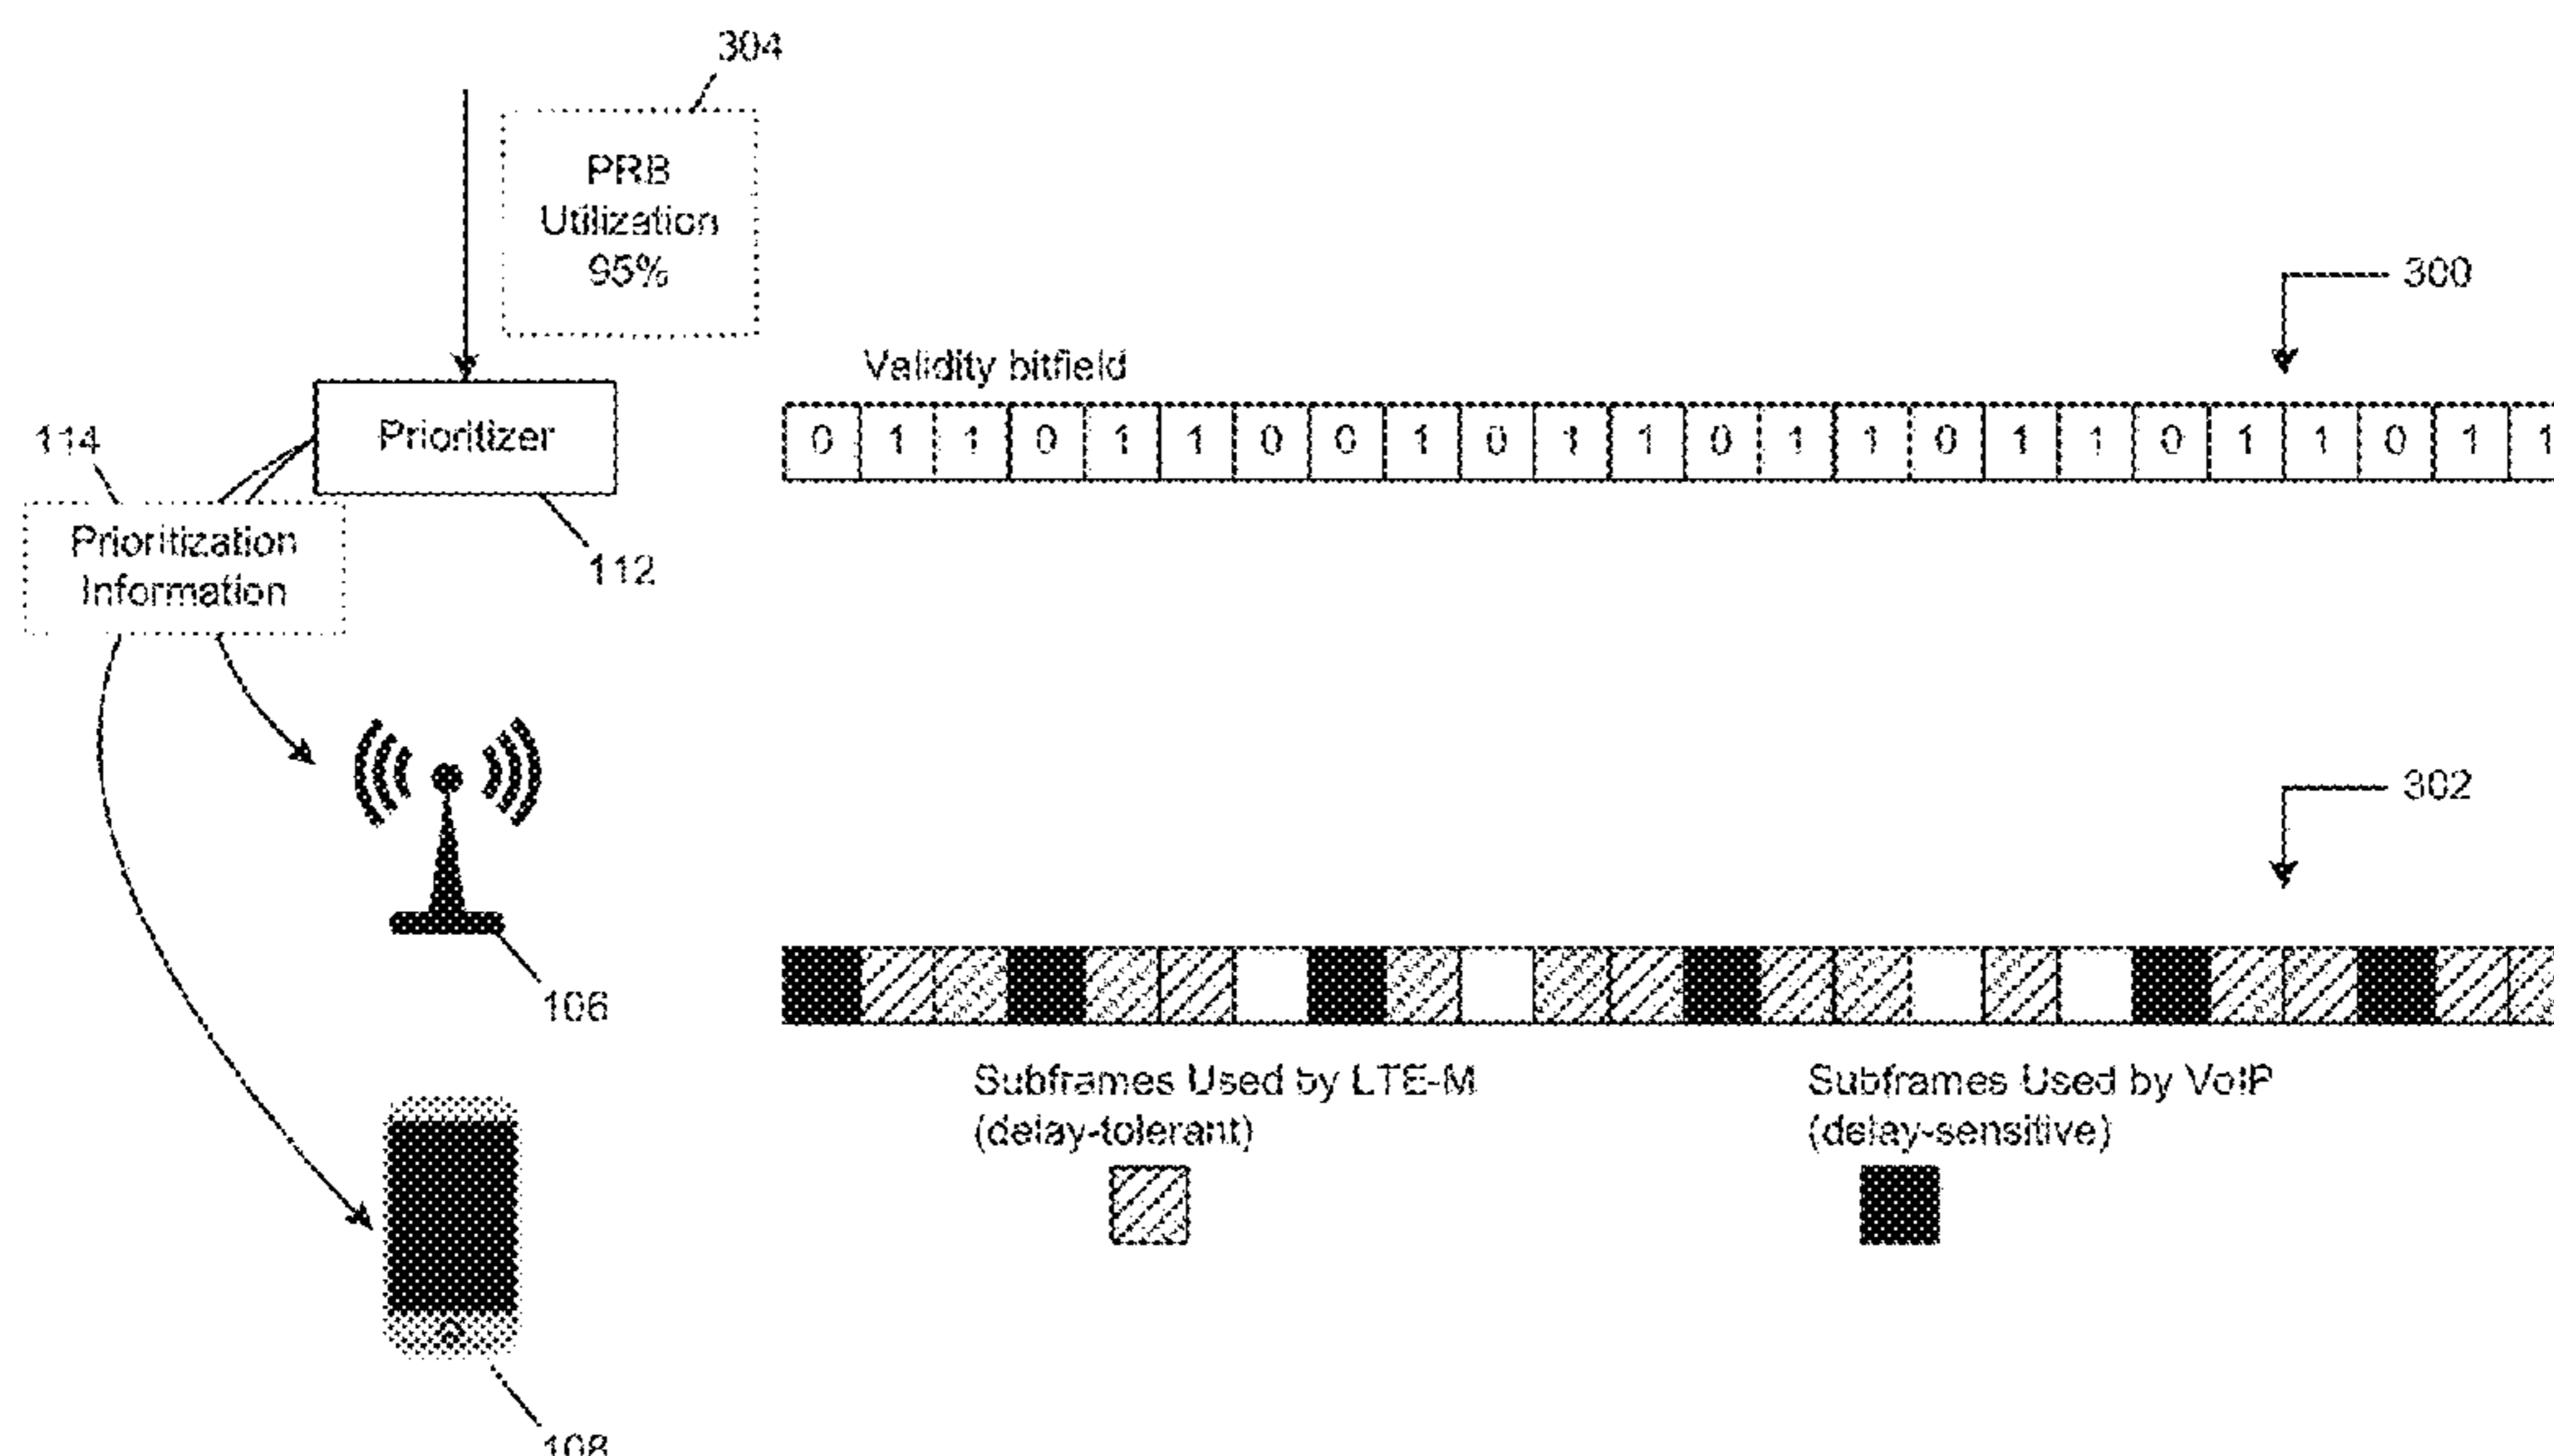 304
PRB
Utilization
95%
300
Validity bitfield
114
Prioritizer
0 1 1 0 1 1 0 0 1 0 1 1 0 1 1 0 1 1 0 1 1 0 1 1
Prioritization
Information
112
302
106
Subframes Used by LTE-M
(delay-tolerant)
Subframes Used by VoIP
(delay-sensitive)
108